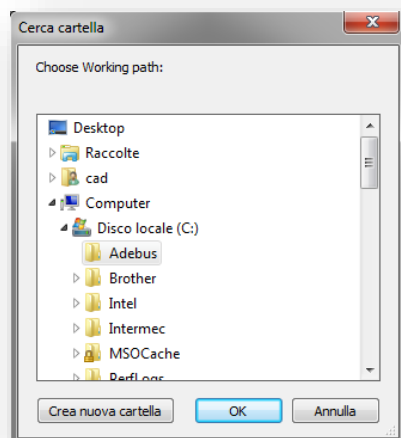 Cerca cartella
Choose Working path:
Desktop
Raccolte
cad
Computer
Disco locale (C:)
Adebus
Brother
Intel
Intermec
MSOCache
PerfLogs
Crea nuova cartella
OK
Annulla